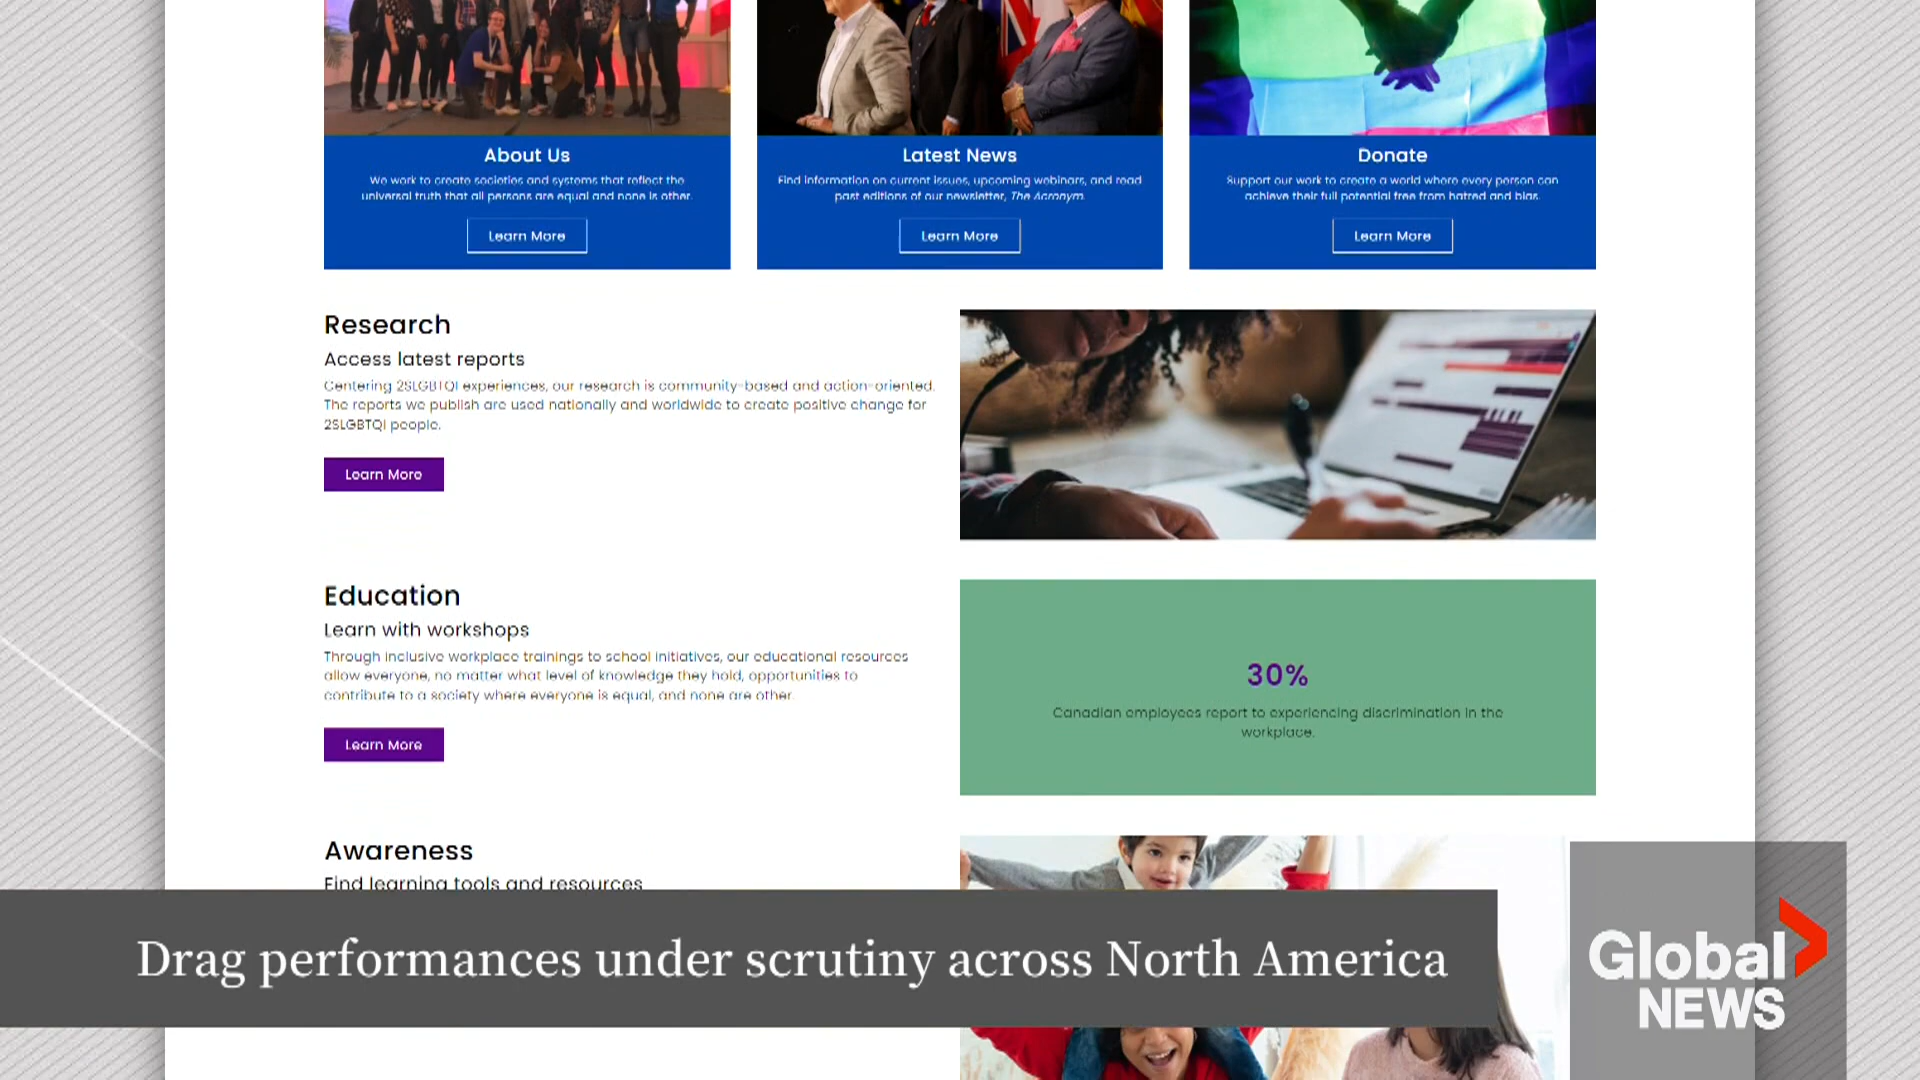 About Us
We work to create societies and systems that reflect the
universal truth that all persons are equal and none is other.
Learn More
Latest News
Find information on current issues, upcoming webinars, and read
past editions of our newsletter, The Acronym.
Learn More
Donate
Support our work to create a world where every person can
achieve their full potential free from hatred and bias.
Learn More
Research
Access latest reports
Centering 2SLGBTQI experiences, our research is community-based and action-oriented.
The reports we publish are used nationally and worldwide to create positive change for
2SLGBTQI people.
Learn More
Education
Learn with workshops
Through inclusive workplace trainings to school initiatives, our educational resources
allow everyone, no matter what level of knowledge they hold, opportunities to
contribute to a society where everyone is equal, and none are other.
Learn More
30%
Canadian employees report to experiencing discrimination in the
workplace.
Awareness
Find learning tools and resources
Drag performances under scrutiny across North America
Global
NEWS